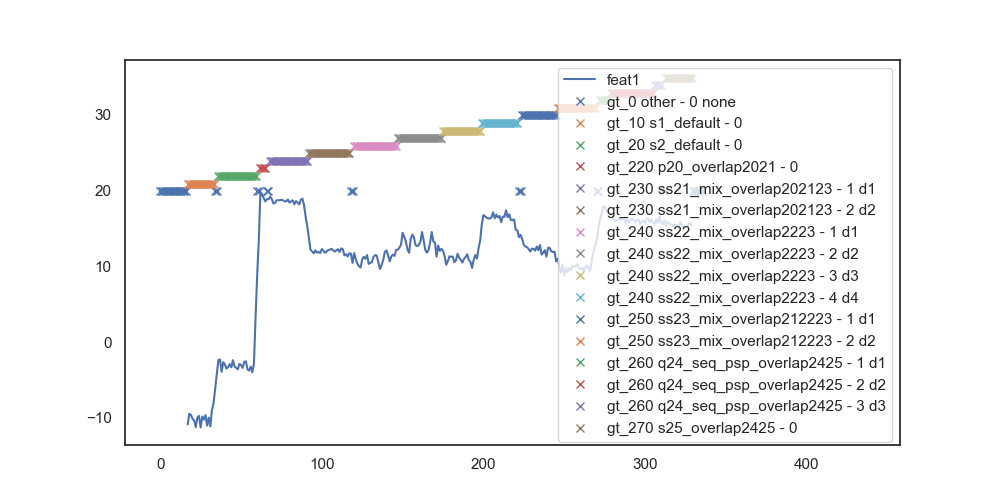 30
20
10
0
−10
0
100
200
300
400
feat1
gt_0 other - 0 none
gt_10 s1_default - 0
gt_20 s2_default - 0
gt_220 p20_overlap2021 - 0
gt_230 ss21_mix_overlap202123 - 1 d1
gt_230 ss21_mix_overlap202123 - 2 d2
gt_240 ss22_mix_overlap2223 - 1 d1
gt_240 ss22_mix_overlap2223 - 2 d2
gt_240 ss22_mix_overlap2223 - 3 d3
gt_240 ss22_mix_overlap2223 - 4 d4
gt_250 ss23_mix_overlap212223 - 1 d1
gt_250 ss23_mix_overlap212223 - 2 d2
gt_260 q24_seq_psp_overlap2425 - 1 d1
gt_260 q24_seq_psp_overlap2425 - 2 d2
gt_260 q24_seq_psp_overlap2425 - 3 d3
gt_270 s25_overlap2425 - 0